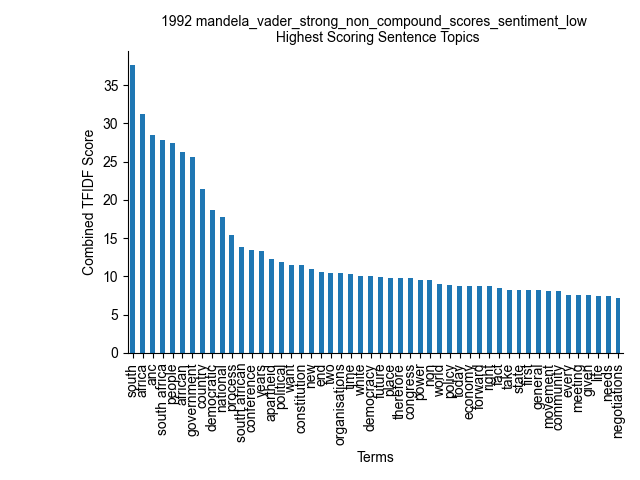 1992 mandela_vader_strong_non_compound_scores_sentiment_low
Highest Scoring Sentence Topics
Combined TFIDF Score
35
30
25
20
15
10
5
0
south
africa
anc
south africa
people
african
government
country
democratic
national
process
south african
conference
years
apartheid
political
want
constitution
new
end
two
organisations
time
white
democracy
future
place
therefore
congress
power
non
world
policy
today
economy
forward
right
fact
take
state
first
general
movement
community
every
meeting
given
life
needs
negotiations
Terms